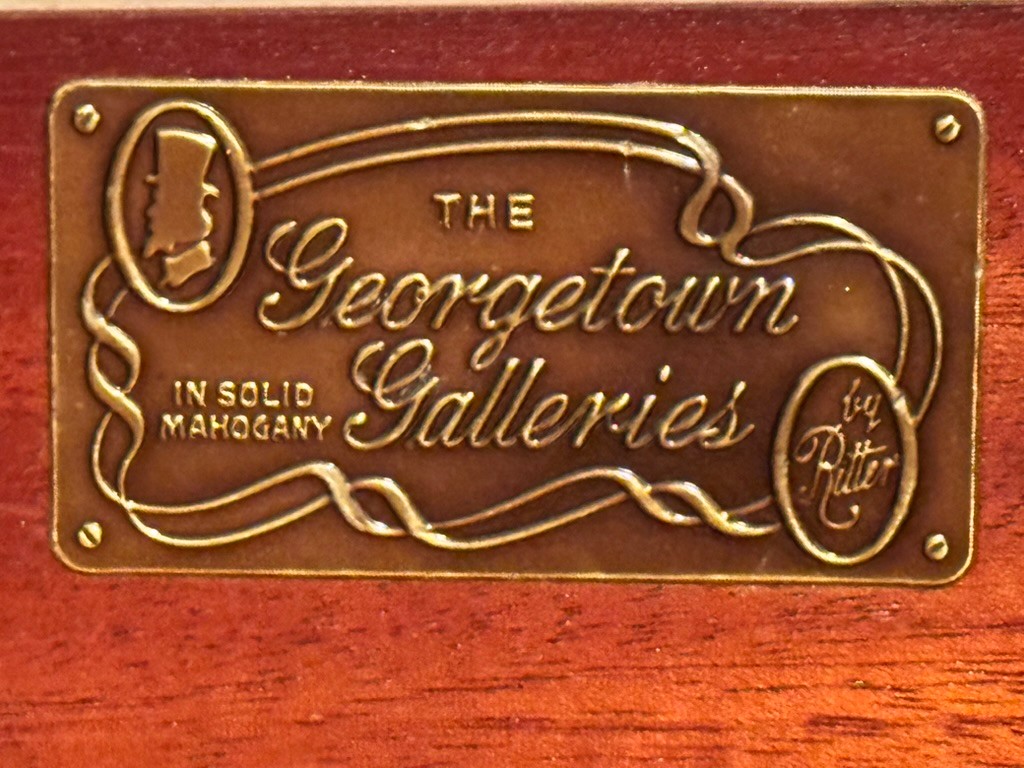 THE
Georgetown
Galleries
IN SOLID
MAHOGANY
by
Ritter